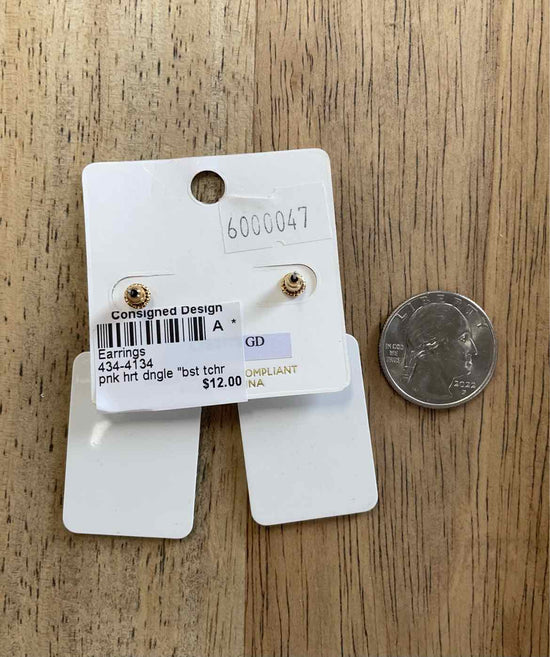 6000047
Consigned Design
A *
Earrings
434-4134
pnk hrt dngle "bst tchr
$12.00
GD
OMPLIANT
NA
LIBERTY
IN GOD
WE
TRUST
2022
P